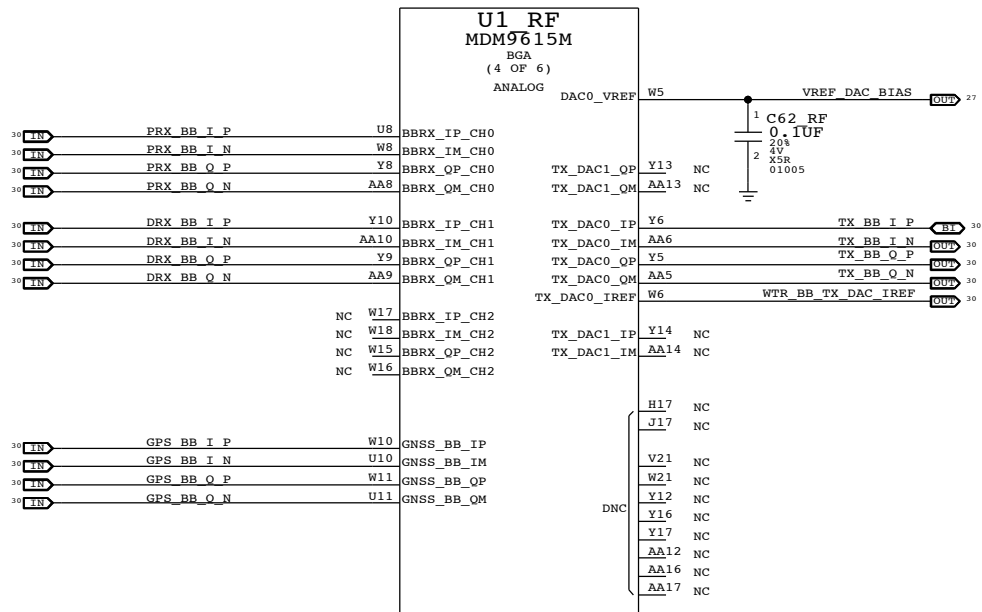 U1_RF
MDM9615M
BGA
(4 OF 6)
ANALOG
DAC0_VREF W5 VREF_DAC_BIAS OUT 27
1 C62_RF
0.1UF
20%
4V
2 X5R
01005
30 IN PRX_BB_I_P U8 BBRX_IP_CH0
30 IN PRX_BB_I_N W8 BBRX_IM_CH0
30 IN PRX_BB_Q_P Y8 BBRX_QP_CH0
30 IN PRX_BB_Q_N AA8 BBRX_QM_CH0
TX_DAC1_QP Y13 NC
TX_DAC1_QM AA13 NC
30 IN DRX_BB_I_P Y10 BBRX_IP_CH1
30 IN DRX_BB_I_N AA10 BBRX_IM_CH1
30 IN DRX_BB_Q_P Y9 BBRX_QP_CH1
30 IN DRX_BB_Q_N AA9 BBRX_QM_CH1
TX_DAC0_IP Y6 TX_BB_I_P BI 30
TX_DAC0_IM AA6 TX_BB_I_N OUT 30
TX_DAC0_QP Y5 TX_BB_Q_P OUT 30
TX_DAC0_QM AA5 TX_BB_Q_N OUT 30
TX_DAC0_IREF W6 WTR_BB_TX_DAC_IREF OUT 30
NC W17 BBRX_IP_CH2
NC W18 BBRX_IM_CH2
NC W15 BBRX_QP_CH2
NC W16 BBRX_QM_CH2
TX_DAC1_IP Y14 NC
TX_DAC1_IM AA14 NC
30 IN GPS_BB_I_P W10 GNSS_BB_IP
30 IN GPS_BB_I_N U10 GNSS_BB_IM
30 IN GPS_BB_Q_P W11 GNSS_BB_QP
30 IN GPS_BB_Q_N U11 GNSS_BB_QM
DNC
H17 NC
J17 NC
V21 NC
W21 NC
Y12 NC
Y16 NC
Y17 NC
AA12 NC
AA16 NC
AA17 NC